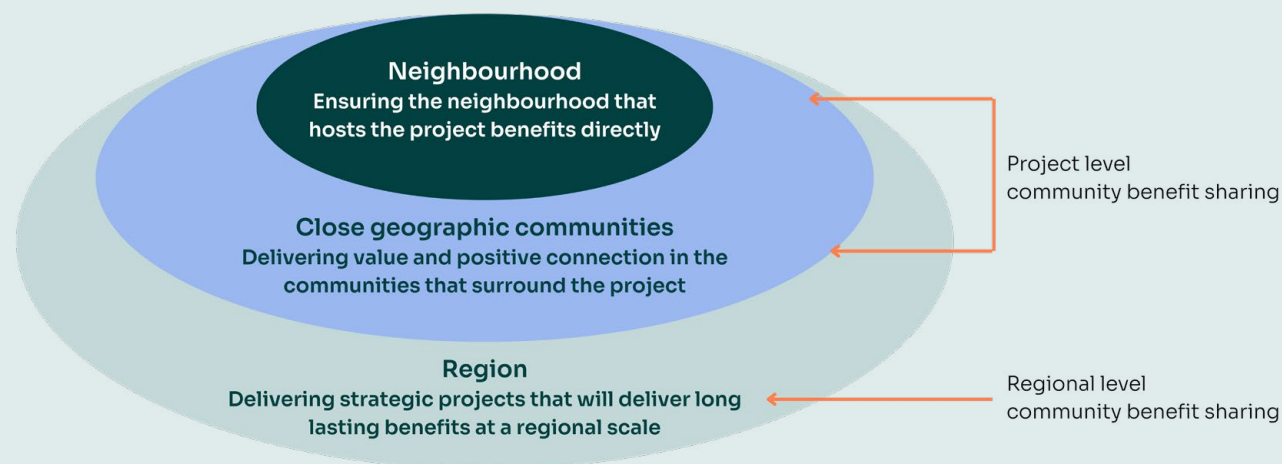 Neighbourhood
Ensuring the neighbourhood that
hosts the project benefits directly
Close geographic communities
Delivering value and positive connection in the
communities that surround the project
Region
Delivering strategic projects that will deliver long
lasting benefits at a regional scale
Project level
community benefit sharing
Regional level
community benefit sharing